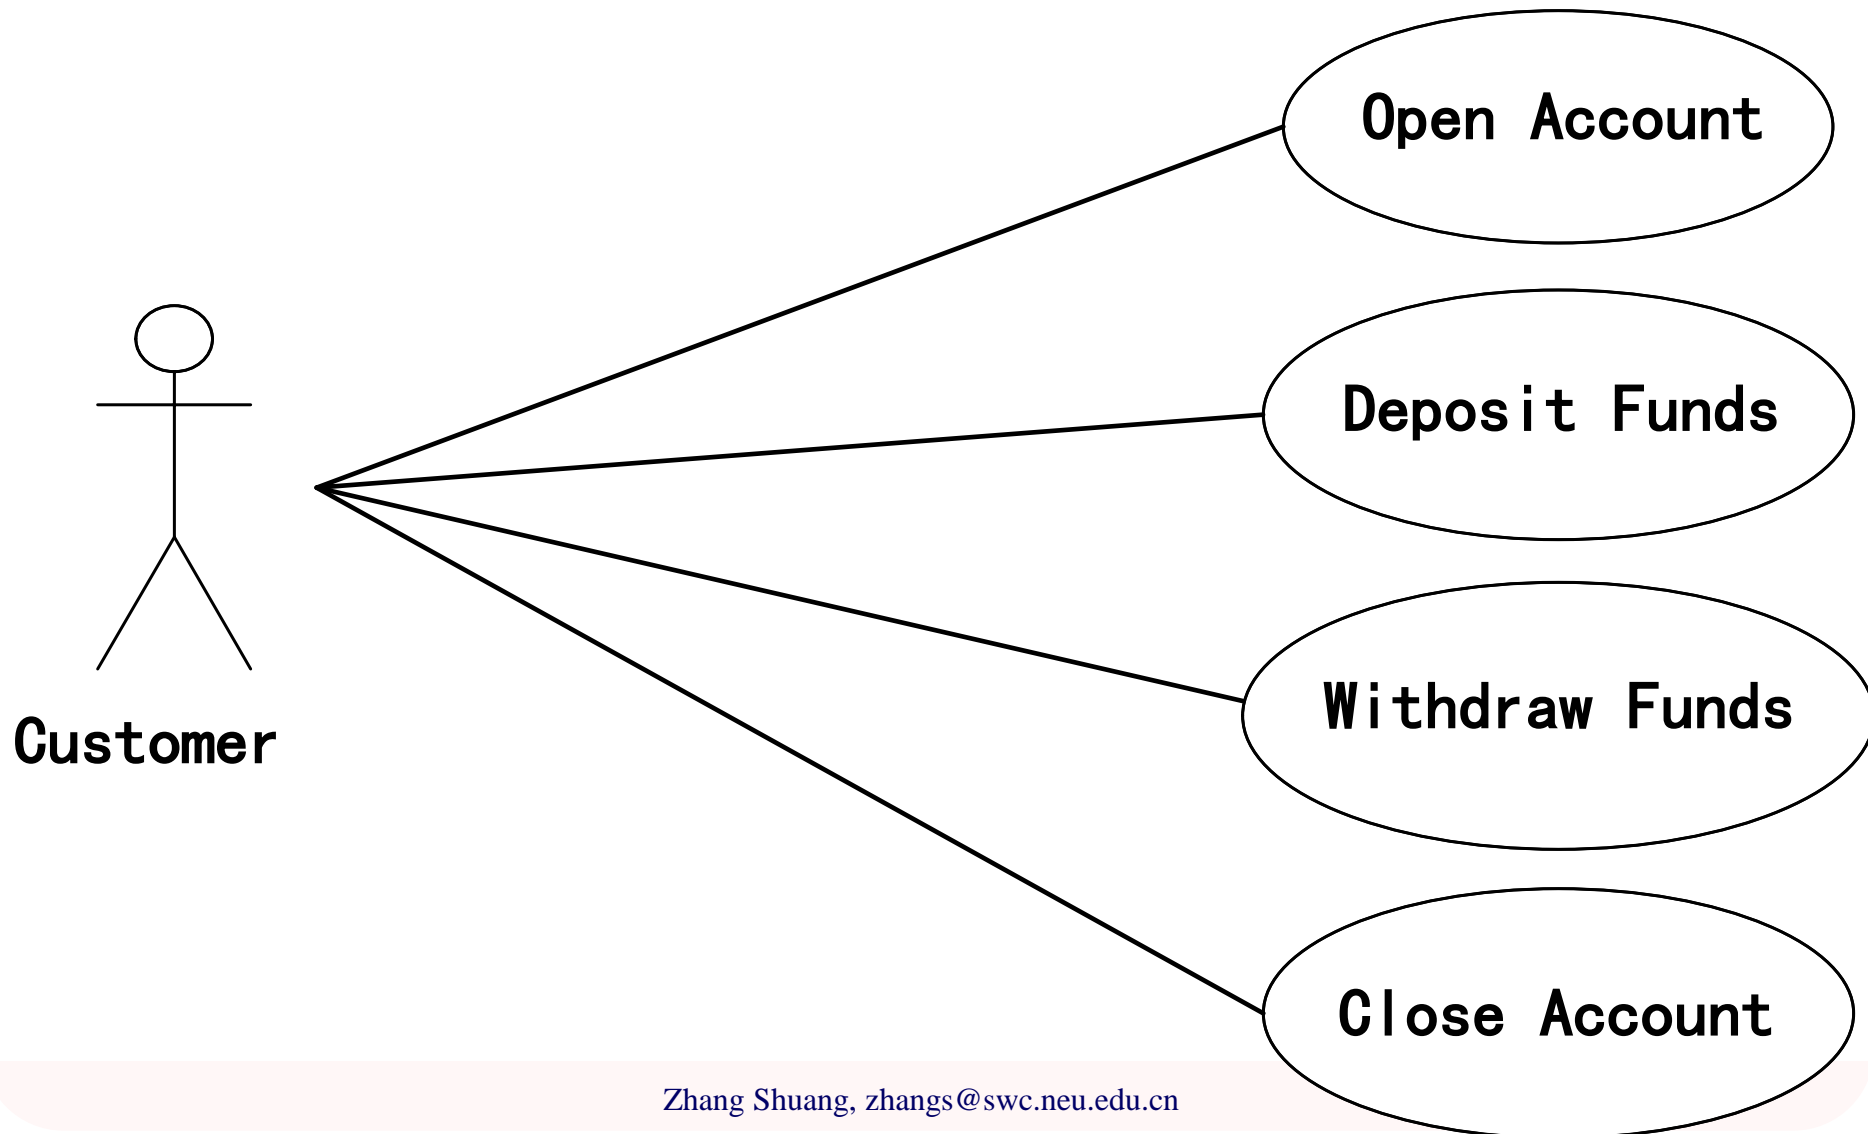 Open Account
Deposit Funds
Withdraw Funds
Customer
Close Account
Zhang Shuang, zhangs@swc.neu.edu.cn